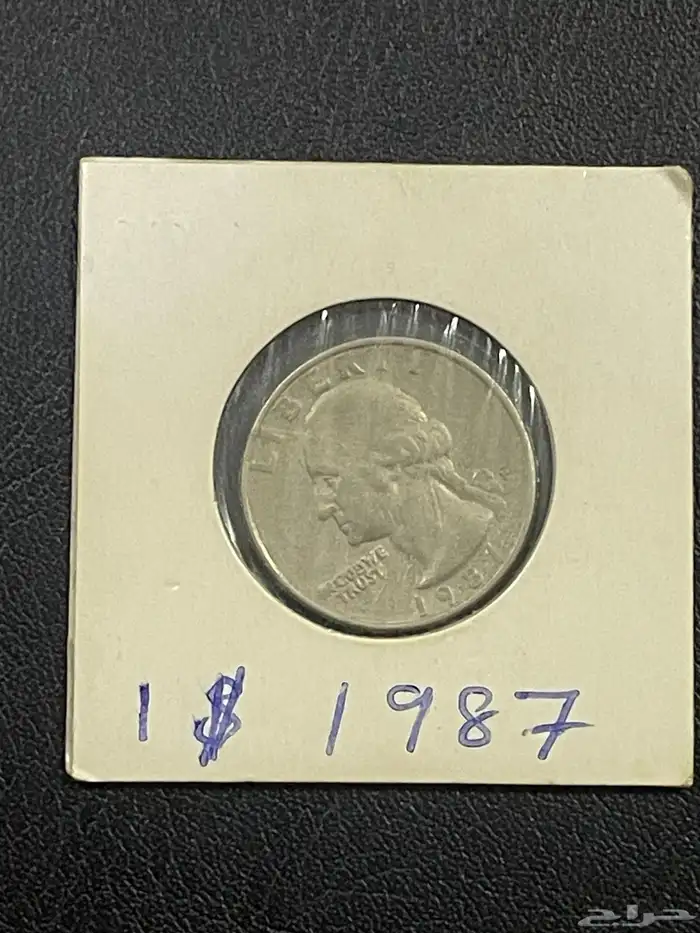 LIBERTY
IN GOD WE
TRUST
1987
1 $ 1987
حراج